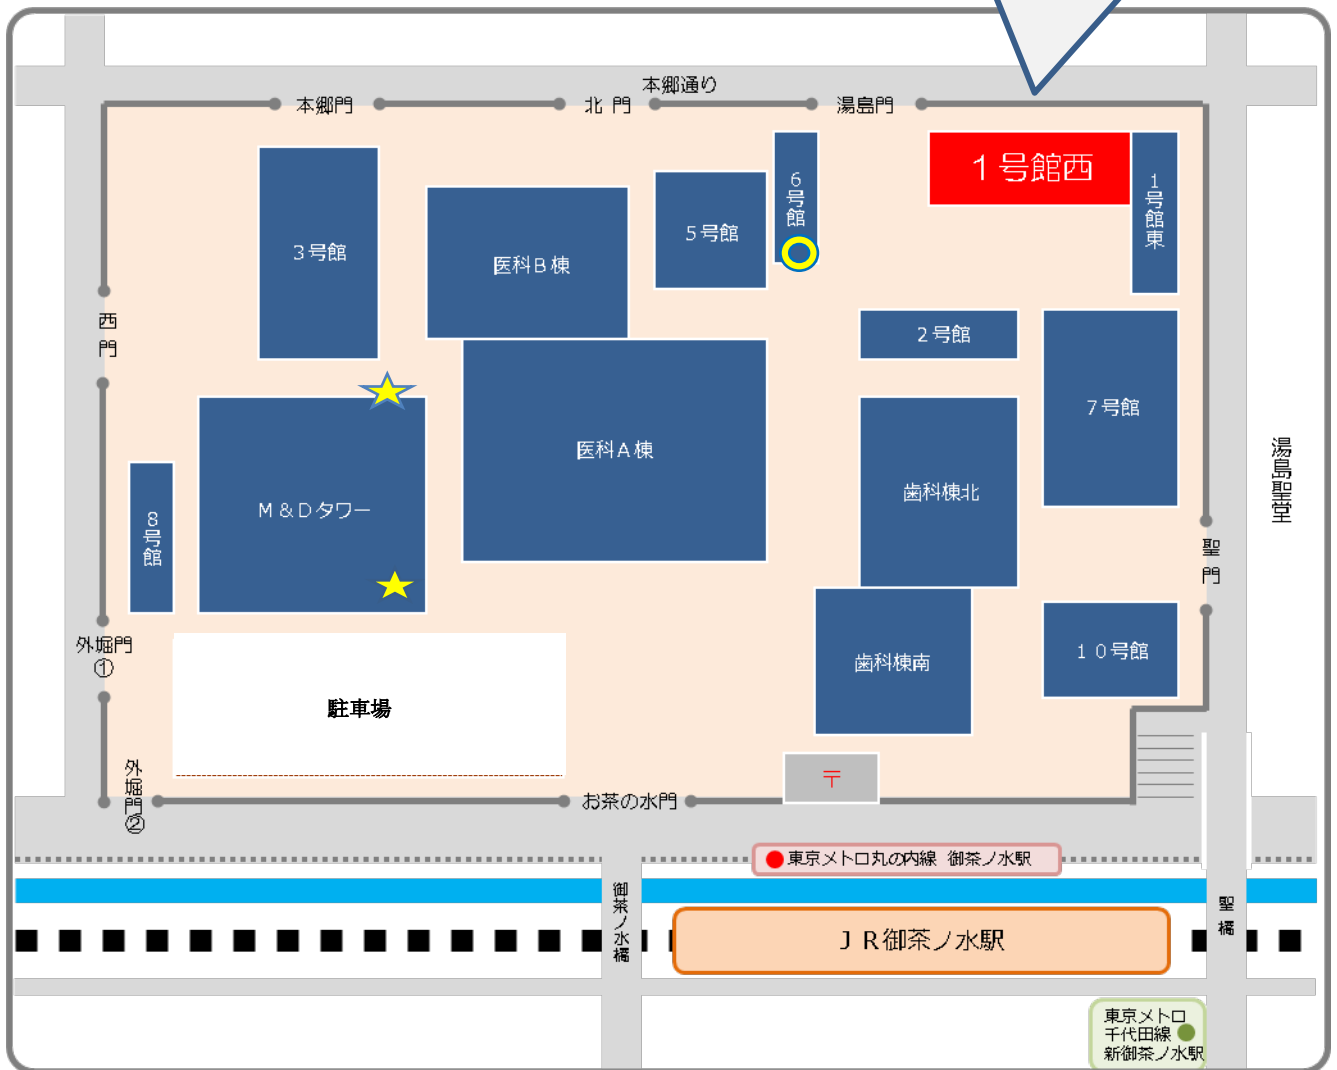 本郷通り
本郷門
北門
湯島門
1号館西
1号館東
6号館
5号館
3号館
医科B棟
2号館
7号館
西門
医科A棟
歯科棟北
M&Dタワー
8号館
湯島聖堂
聖門
外堀門
①
歯科棟南
10号館
駐車場
外堀門②
〒
お茶の水門
東京メトロ丸の内線 御茶ノ水駅
御茶ノ水橋
JR御茶ノ水駅
聖橋
東京メトロ
千代田線
新御茶ノ水駅